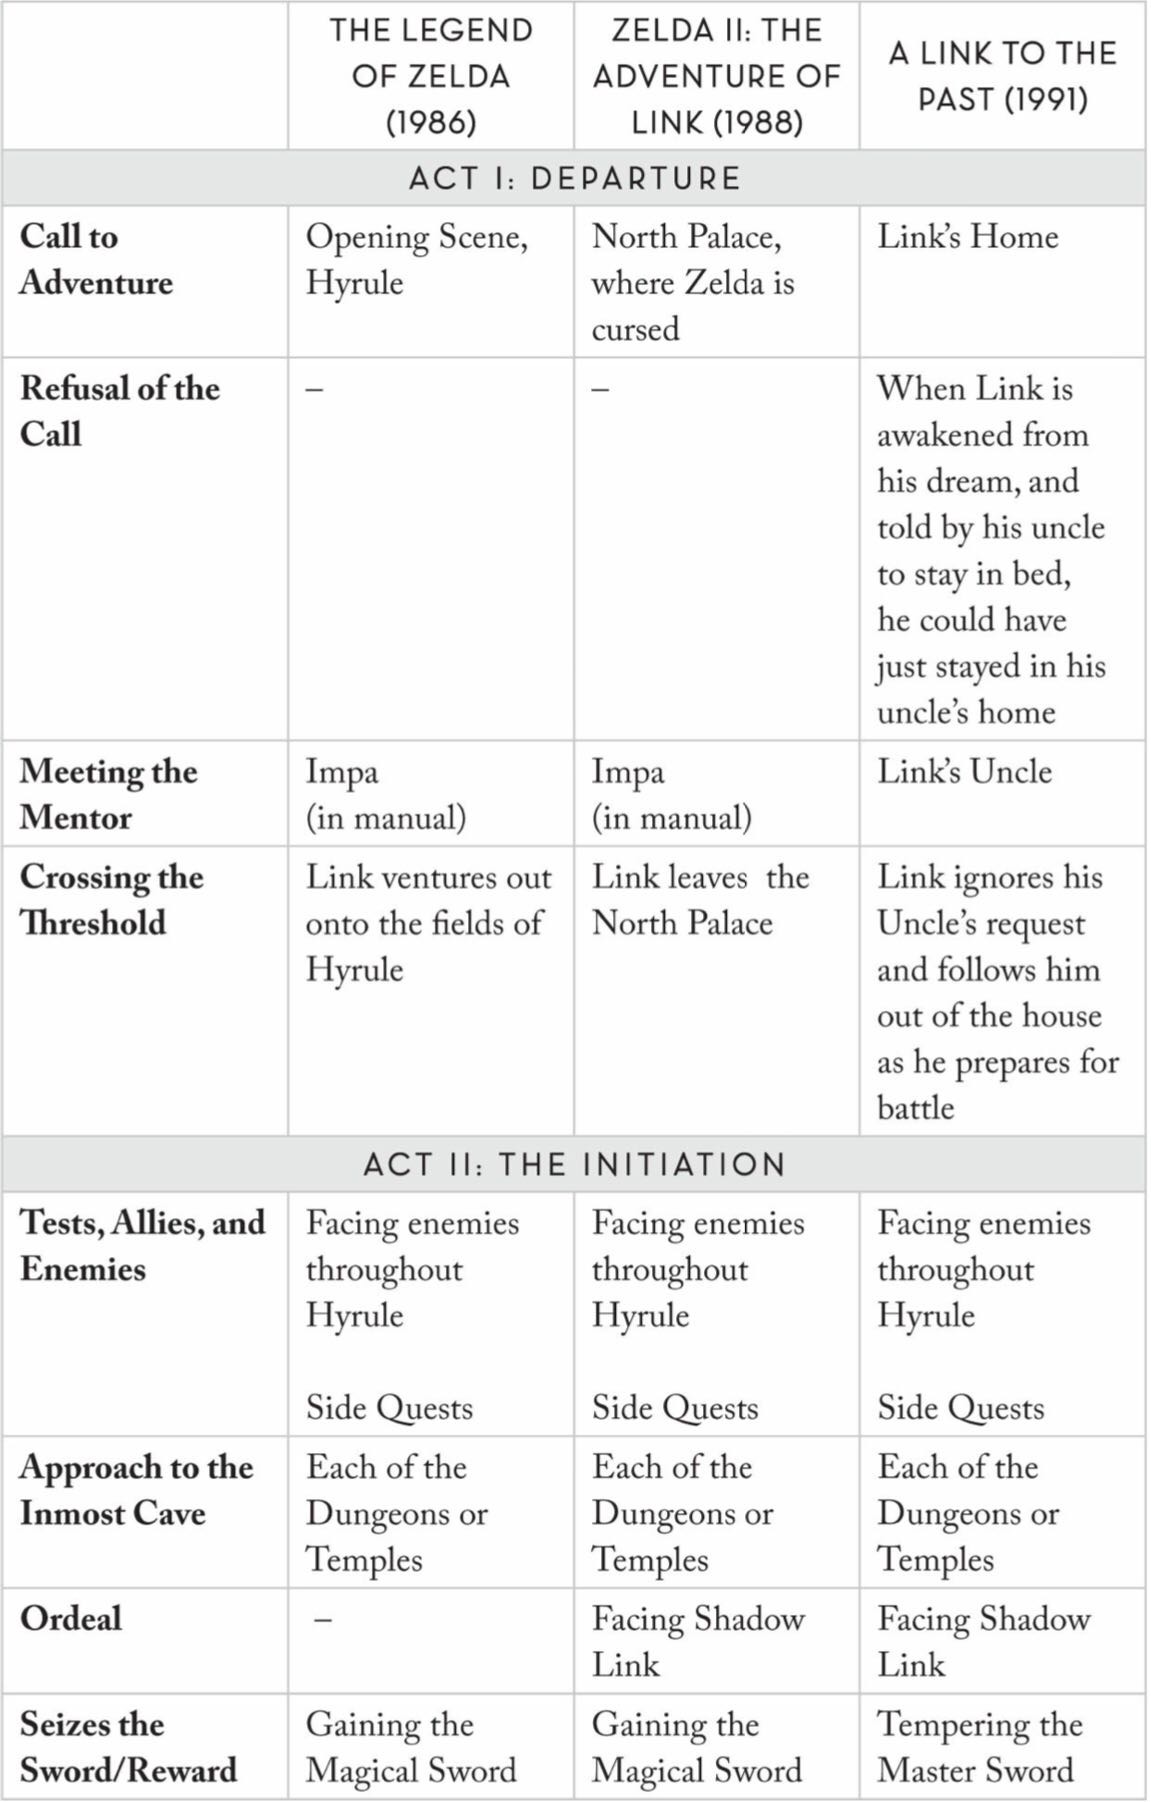 THE LEGEND
OF ZELDA
(1986)
ZELDA II: THE
ADVENTURE OF
LINK (1988)
A LINK TO THE
PAST (1991)
ACT I: DEPARTURE
Call to
Adventure
Opening Scene,
Hyrule
North Palace,
where Zelda is
cursed
Link’s Home
Refusal of the
Call
–
–
When Link is
awakened from
his dream, and
told by his uncle
to stay in bed,
he could have
just stayed in his
uncle’s home
Meeting the
Mentor
Impa
(in manual)
Impa
(in manual)
Link’s Uncle
Crossing the
Threshold
Link ventures out
onto the fields of
Hyrule
Link leaves the
North Palace
Link ignores his
Uncle’s request
and follows him
out of the house
as he prepares for
battle
ACT II: THE INITIATION
Tests, Allies, and
Enemies
Facing enemies
throughout
Hyrule
Side Quests
Facing enemies
throughout
Hyrule
Side Quests
Facing enemies
throughout
Hyrule
Side Quests
Approach to the
Inmost Cave
Each of the
Dungeons or
Temples
Each of the
Dungeons or
Temples
Each of the
Dungeons or
Temples
Ordeal
–
Facing Shadow
Link
Facing Shadow
Link
Seizes the
Sword/Reward
Gaining the
Magical Sword
Gaining the
Magical Sword
Tempering the
Master Sword